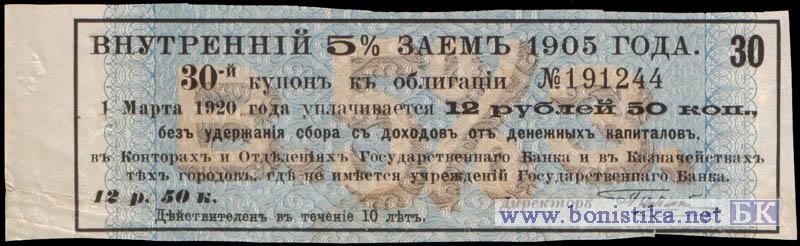 ВНУТРЕННІЙ 5% ЗАЕМЪ 1905 ГОДА. 30
30-й купонъ къ облигаціи №191244
1 Марта 1920 года уплачивается 12 рублей 50 коп.,
безъ удержанія сбора съ доходовъ отъ денежныхъ капиталовъ,
въ Конторахъ и Отдѣленіяхъ Государственнаго Банка и въ Казначействахъ
тѣхъ городовъ, гдѣ не имѣется учрежденій Государственнаго Банка.
12 р. 50 к.
Директоръ
Дѣйствителенъ въ теченіе 10 лѣтъ.
www.bonistika.net БК